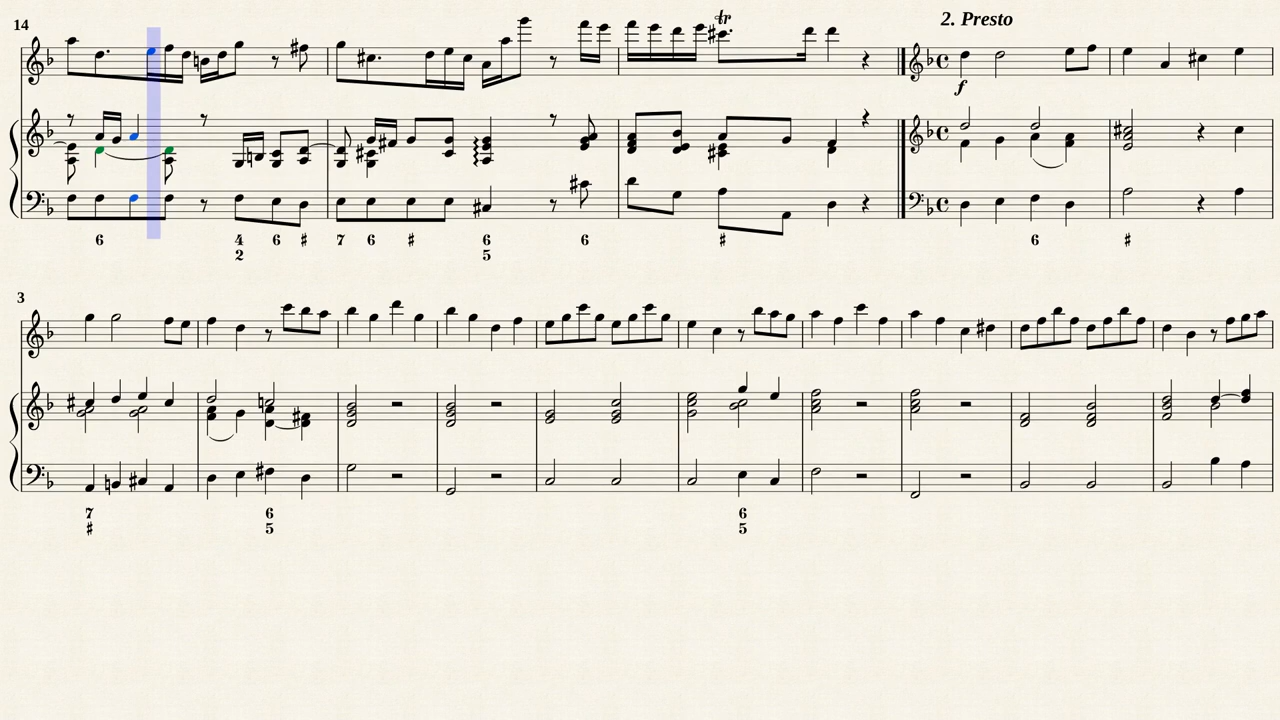 2. Presto
14
tr
f
6 4 6 ♯ 7 6 ♯ 6 6 ♯ 6 ♯
2 5
3
7 6 6
♯ 5 5